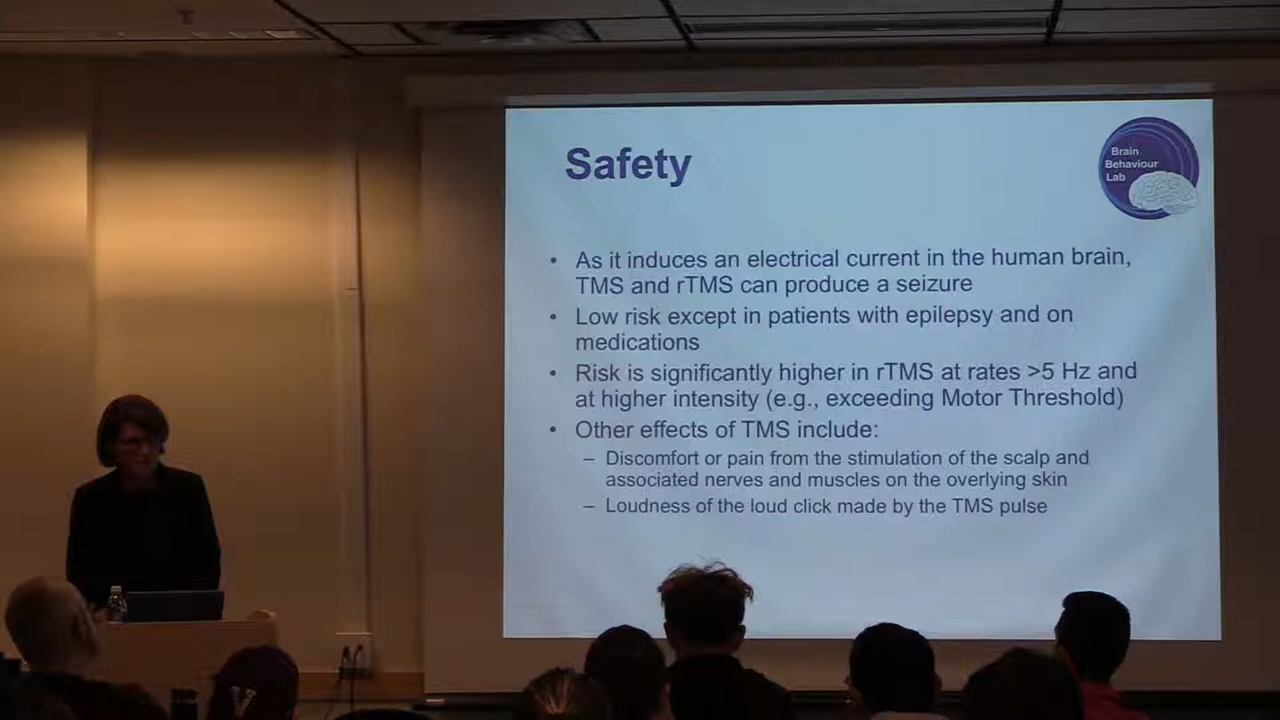 Safety
Brain
Behaviour
Lab
• As it induces an electrical current in the human brain,
TMS and rTMS can produce a seizure
• Low risk except in patients with epilepsy and on
medications
• Risk is significantly higher in rTMS at rates >5 Hz and
at higher intensity (e.g., exceeding Motor Threshold)
• Other effects of TMS include:
– Discomfort or pain from the stimulation of the scalp and
associated nerves and muscles on the overlying skin
– Loudness of the loud click made by the TMS pulse
V